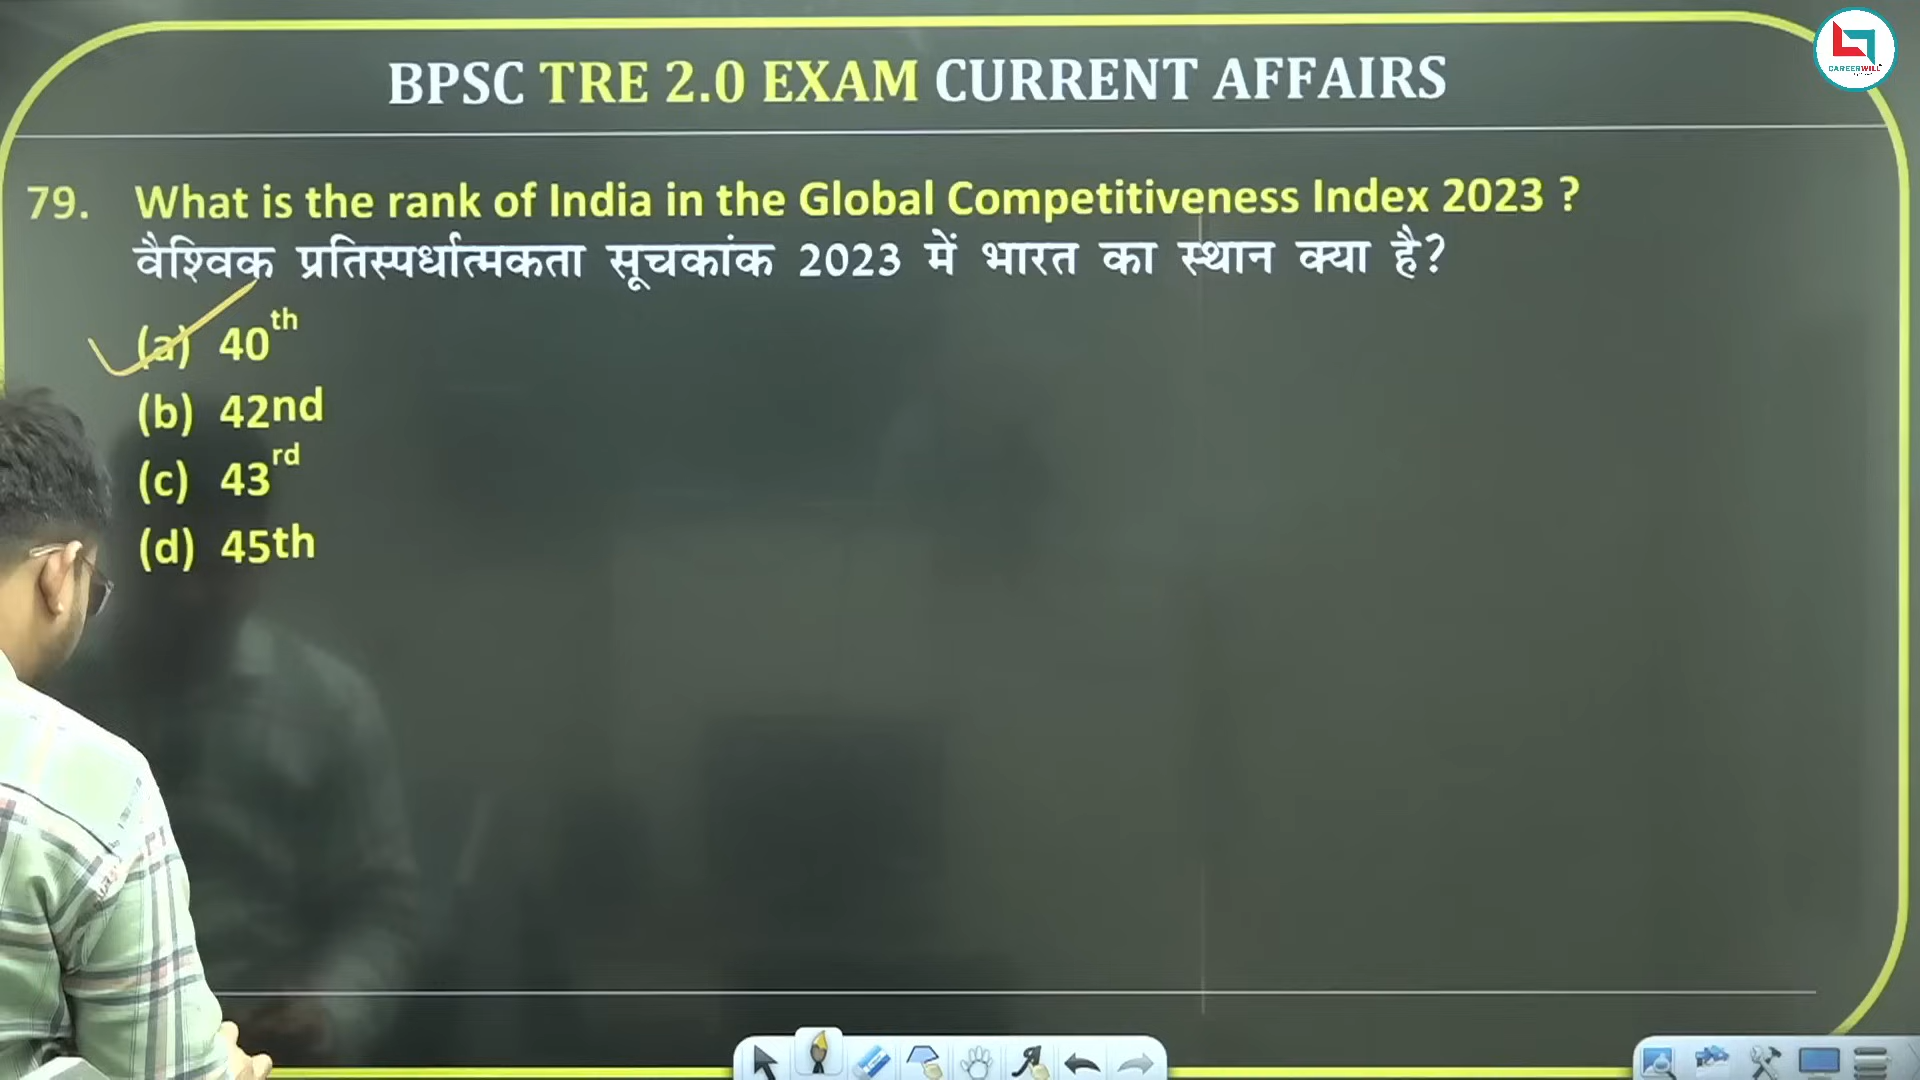 CAREERWILL
BPSC TRE 2.0 EXAM CURRENT AFFAIRS
79. What is the rank of India in the Global Competitiveness Index 2023 ?
वैश्विक प्रतिस्पर्धात्मकता सूचकांक 2023 में भारत का स्थान क्या है?
(a) 40th
(b) 42nd
(c) 43rd
(d) 45th